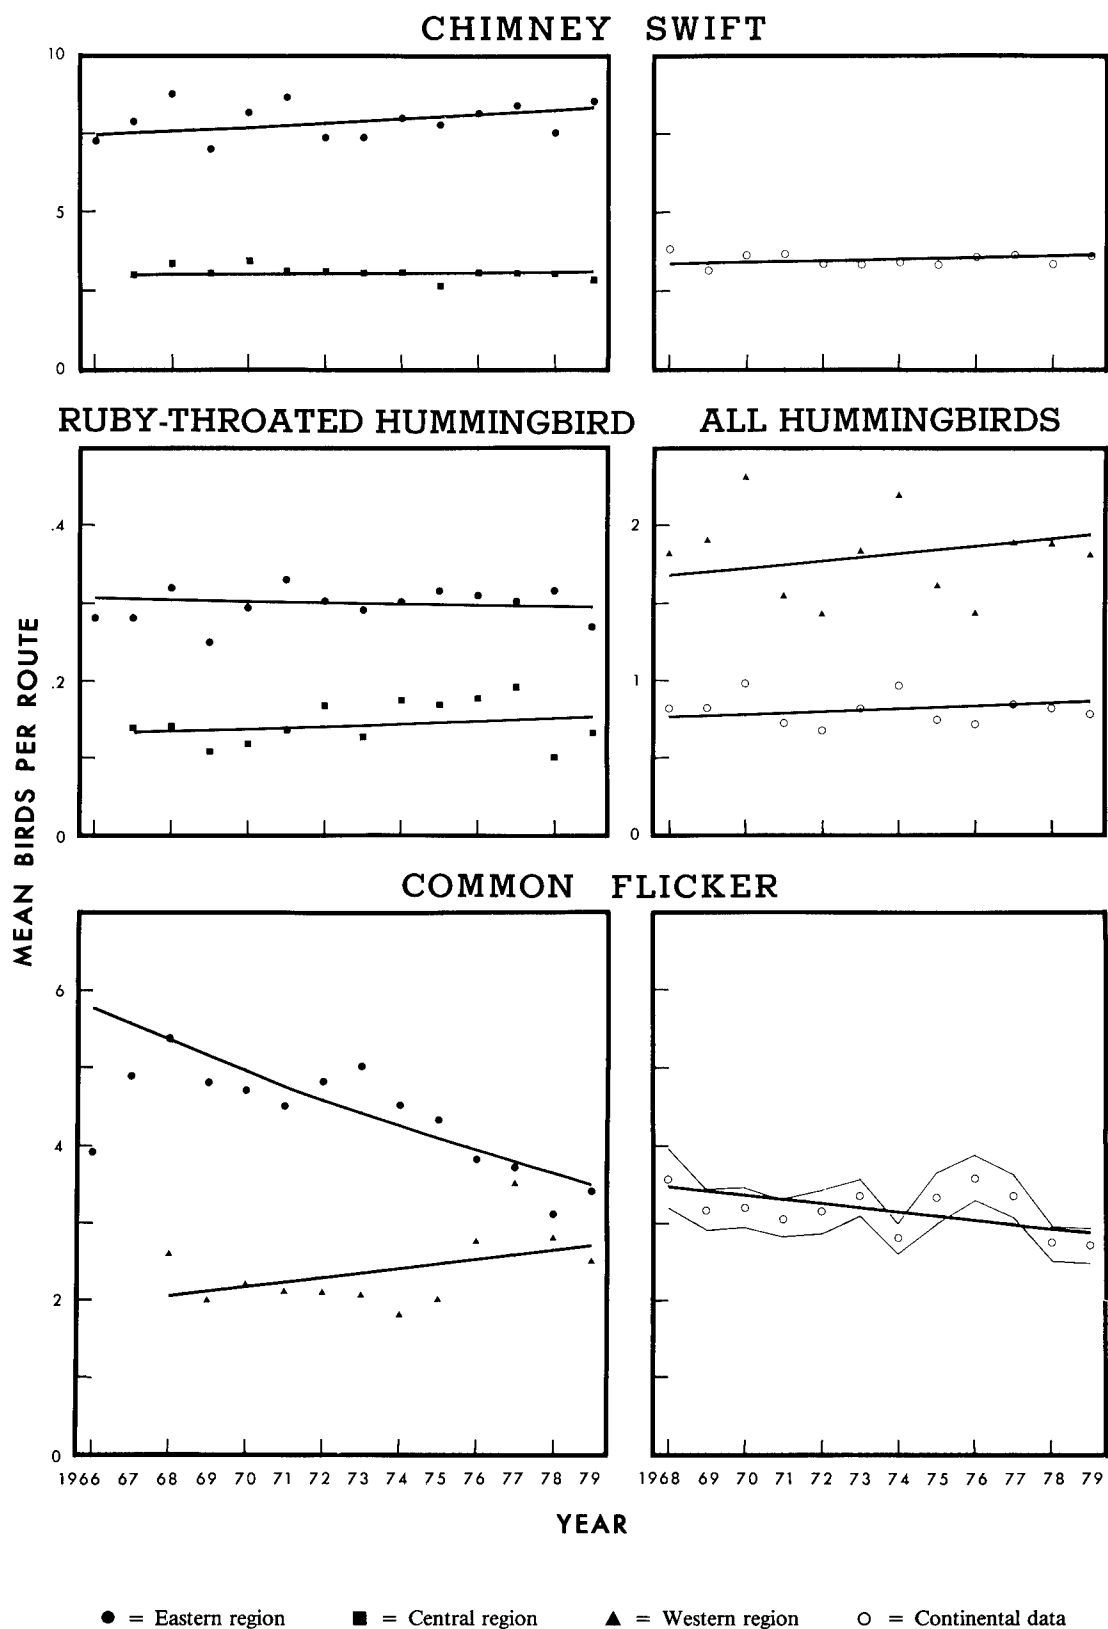 CHIMNEY SWIFT
10
5
0
RUBY-THROATED HUMMINGBIRD
ALL HUMMINGBIRDS
.4
.2
0
2
1
0
MEAN BIRDS PER ROUTE
COMMON FLICKER
6
4
2
0
1966 67 68 69 70 71 72 73 74 75 76 77 78 79
1968 69 70 71 72 73 74 75 76 77 78 79
YEAR
● = Eastern region ■ = Central region ▲ = Western region ○ = Continental data